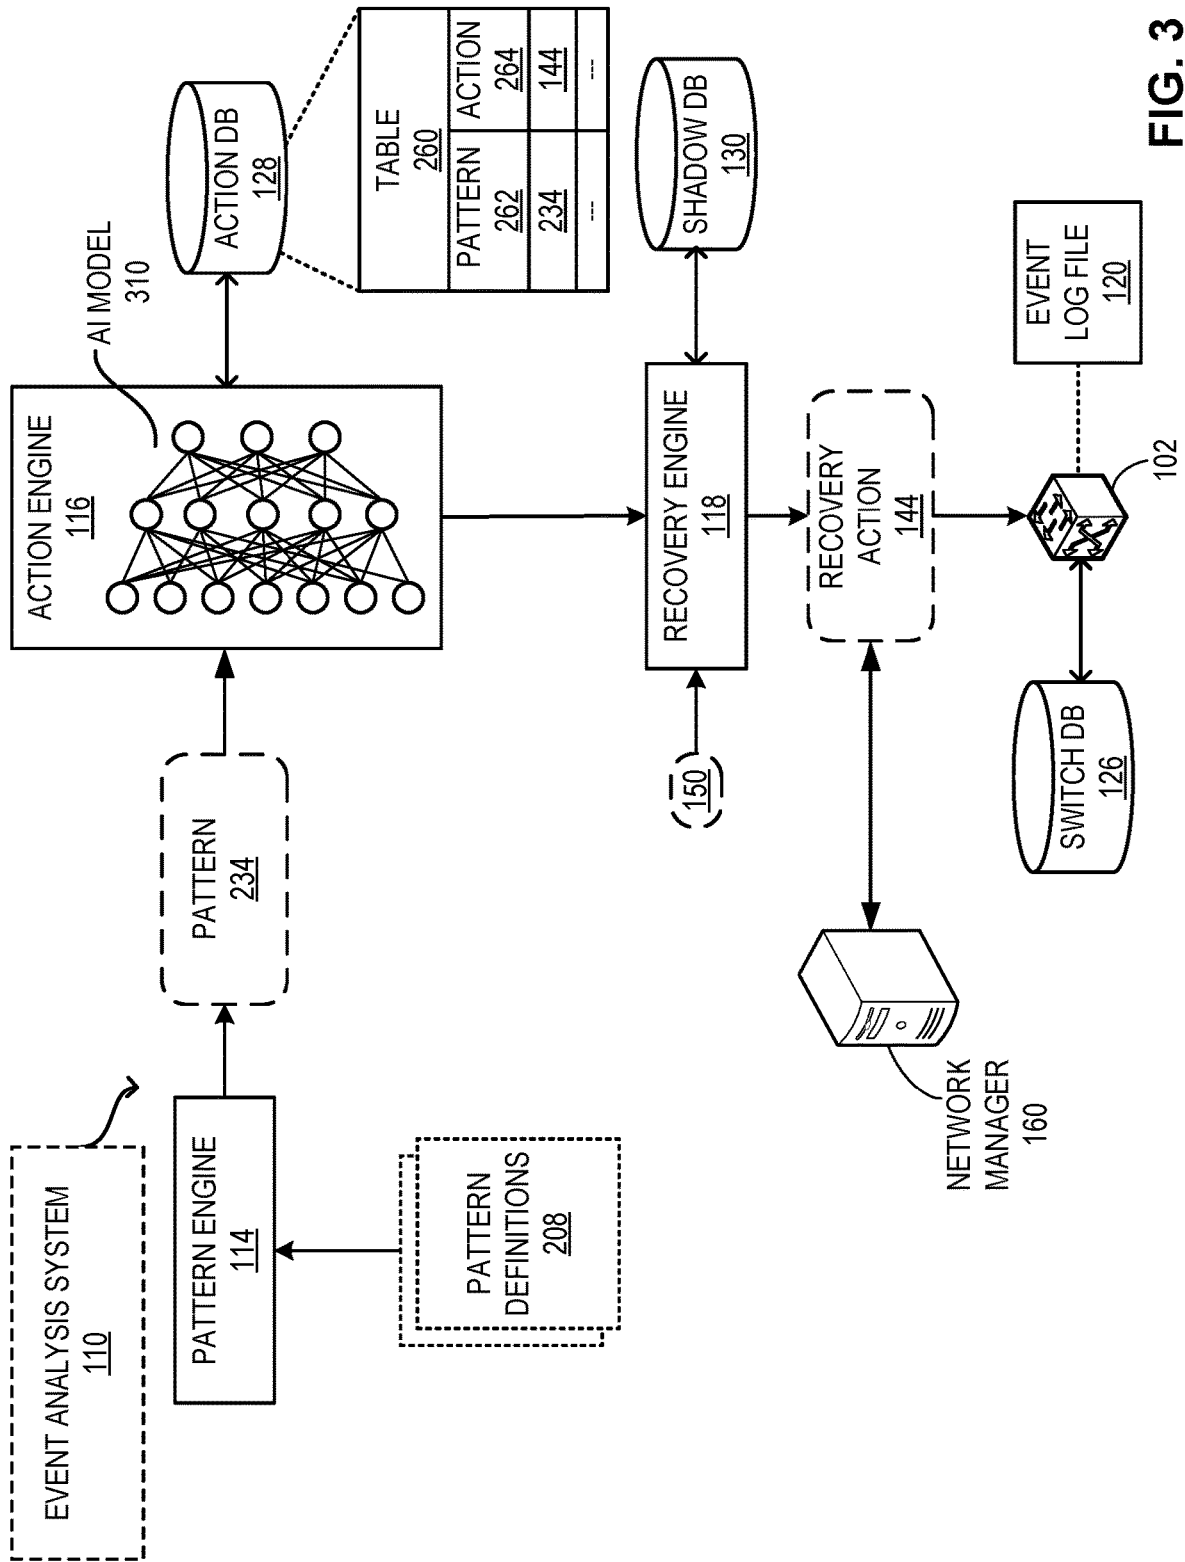 EVENT ANALYSIS SYSTEM
110
PATTERN ENGINE
114
PATTERN
DEFINITIONS
208
PATTERN
234
ACTION ENGINE
116
AI MODEL
310
ACTION DB
128
TABLE
260
PATTERN
262
ACTION
264
234
144
---
---
RECOVERY ENGINE
118
150
SHADOW DB
130
RECOVERY
ACTION
144
NETWORK
MANAGER
160
SWITCH DB
126
102
EVENT
LOG FILE
120
FIG. 3